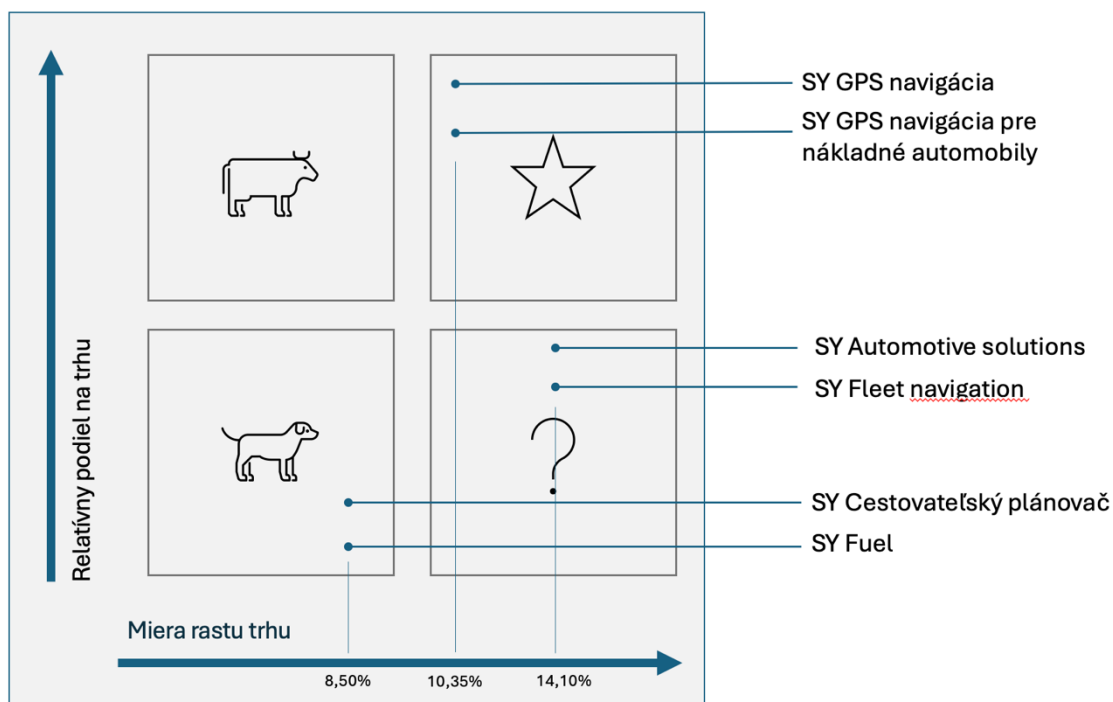 SY GPS navigácia
SY GPS navigácia pre
nákladné automobily
Relatívny podiel na trhu
SY Automotive solutions
SY Fleet navigation
?
SY Cestovateľský plánovač
SY Fuel
Miera rastu trhu
8,50%
10,35%
14,10%